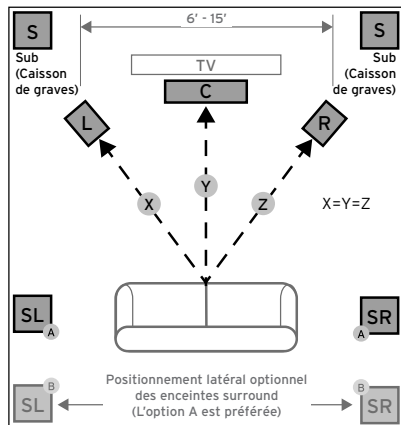 6' - 15'
S
S
Sub
(Caisson
de graves)
Sub
(Caisson
de graves)
TV
C
L
R
X
Y
Z
X=Y=Z
SL
A
SR
A
B
B
SL
SR
Positionnement latéral optionnel
des enceintes surround
(L'option A est préférée)